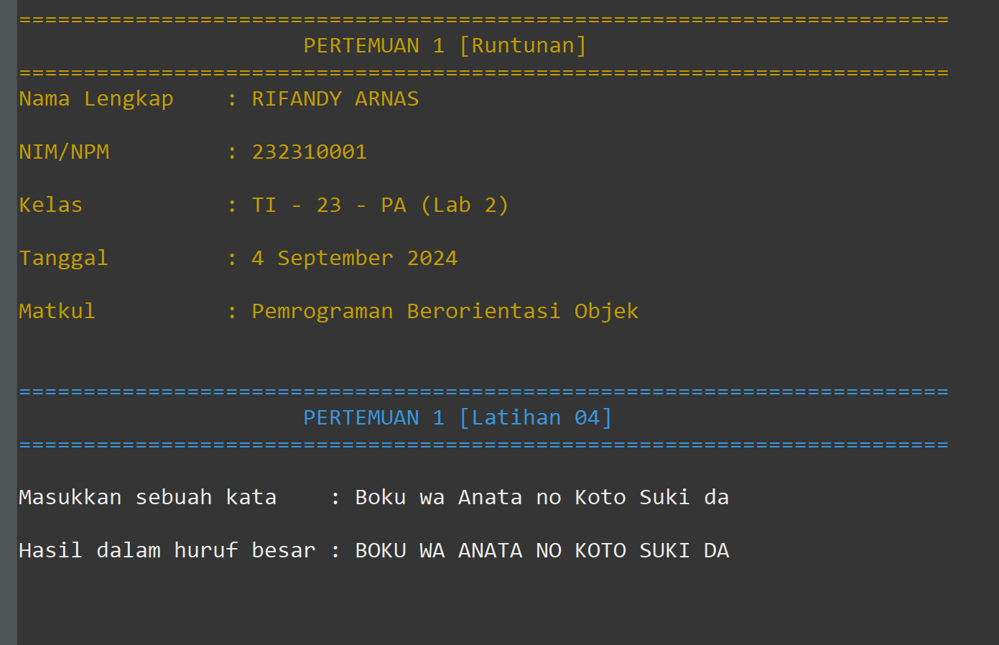 ========================================================================
PERTEMUAN 1 [Runtunan]
========================================================================
Nama Lengkap    : RIFANDY ARNAS
NIM/NPM         : 232310001
Kelas           : TI - 23 - PA (Lab 2)
Tanggal         : 4 September 2024
Matkul          : Pemrograman Berorientasi Objek
========================================================================
PERTEMUAN 1 [Latihan 04]
========================================================================
Masukkan sebuah kata    : Boku wa Anata no Koto Suki da
Hasil dalam huruf besar : BOKU WA ANATA NO KOTO SUKI DA